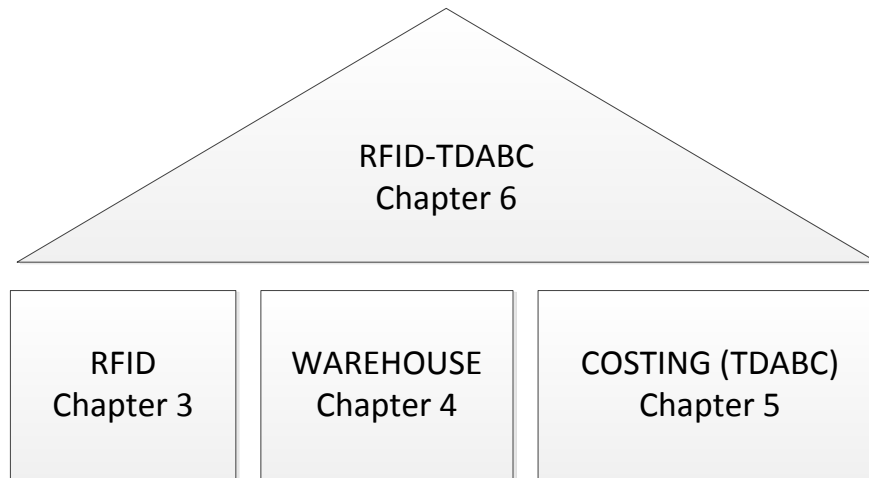 RFID-TDABC
Chapter 6
RFID
Chapter 3
WAREHOUSE
Chapter 4
COSTING (TDABC)
Chapter 5